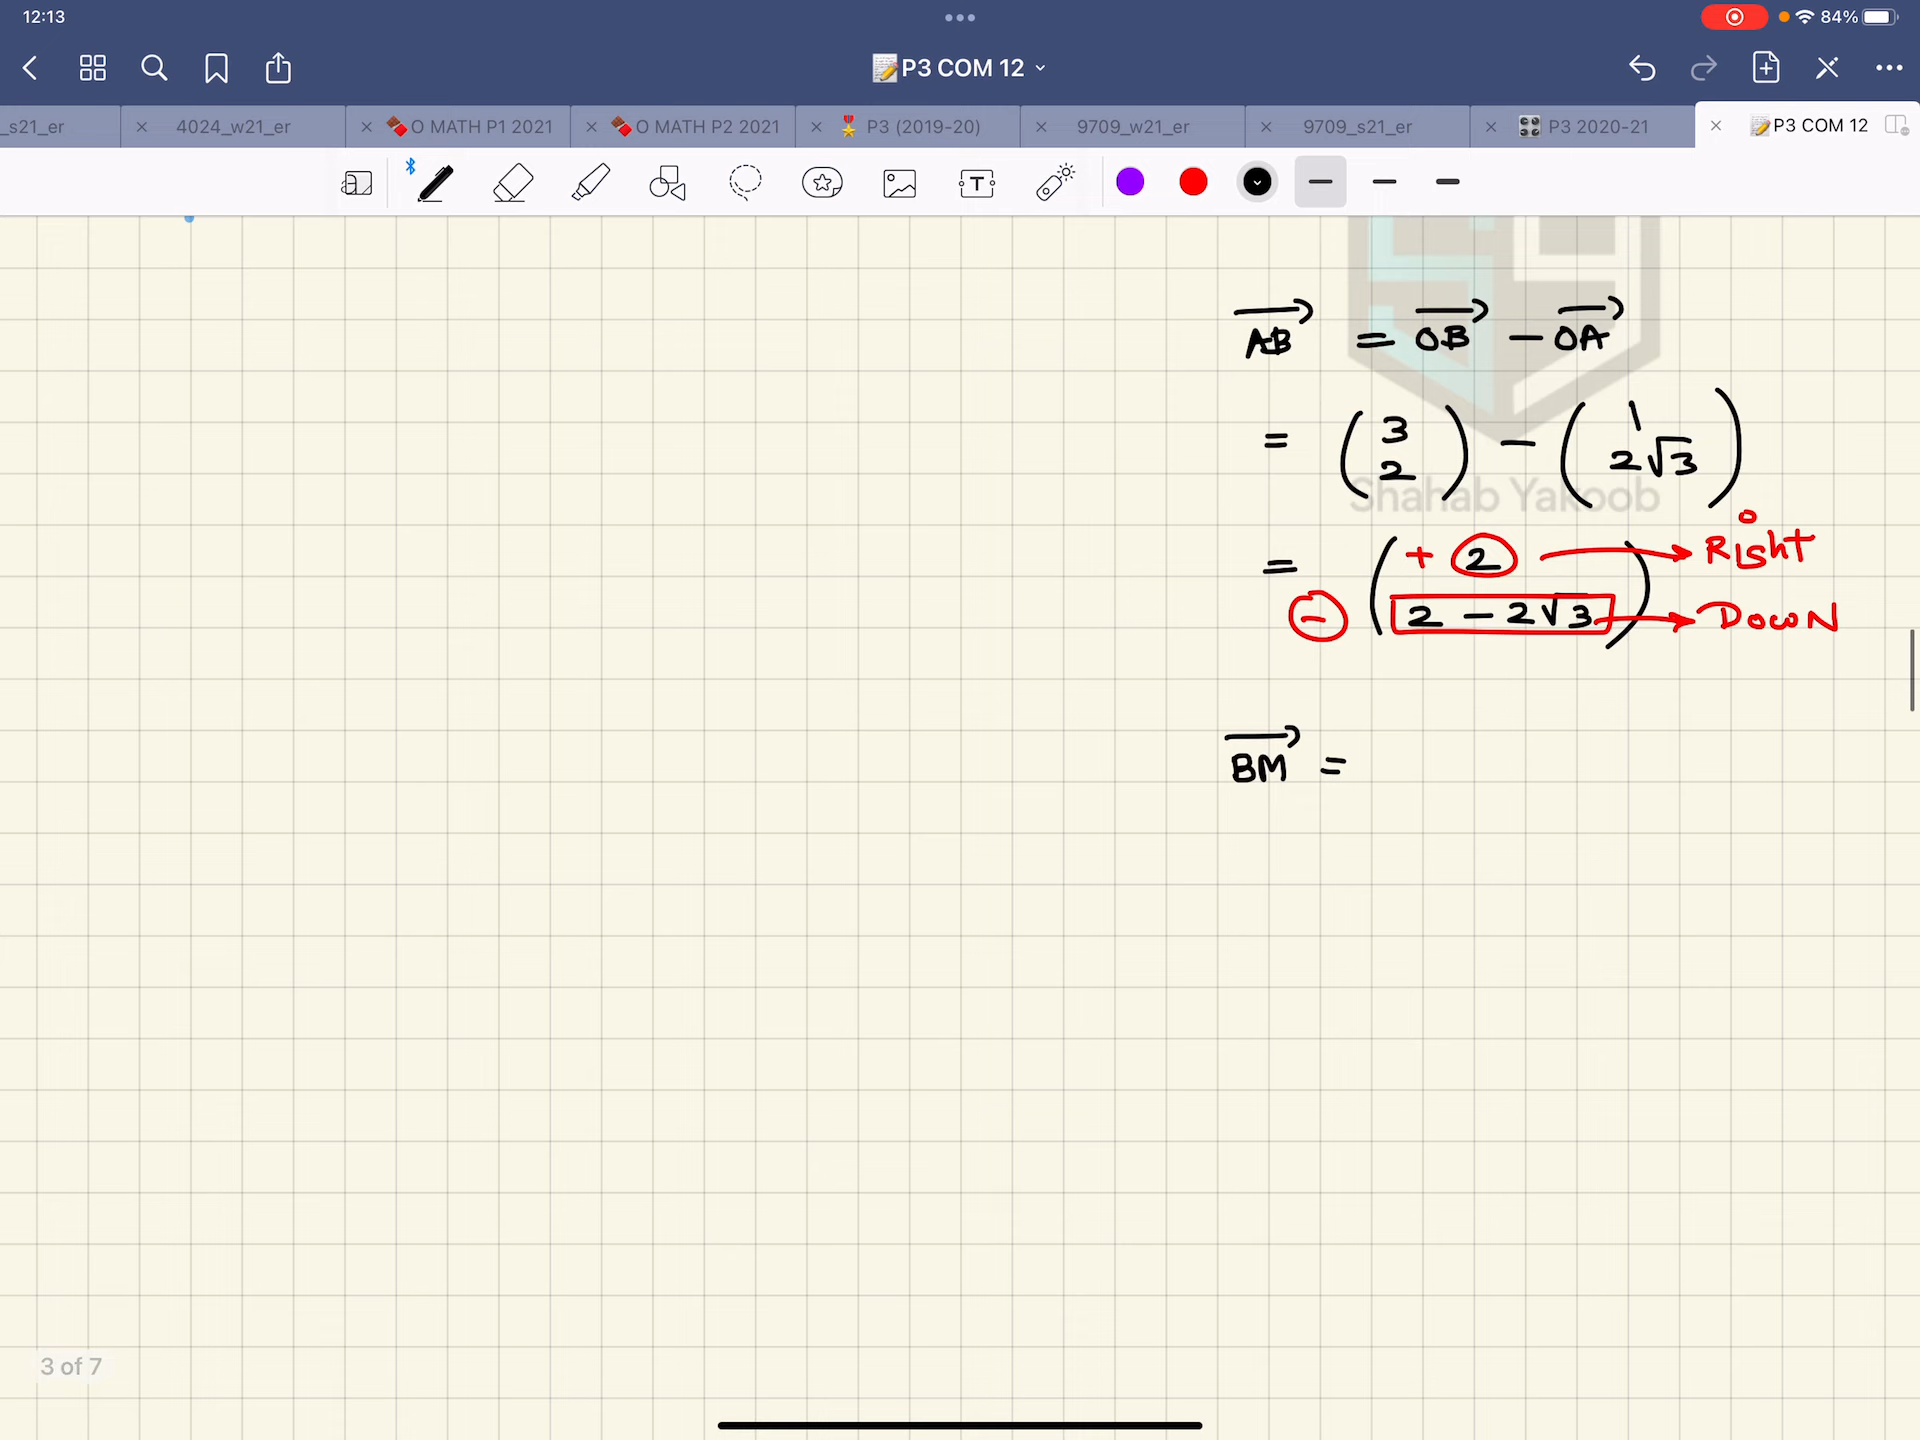 12:13
84%
P3 COM 12
_s21_er
4024_w21_er
O MATH P1 2021
O MATH P2 2021
P3 (2019-20)
9709_w21_er
9709_s21_er
P3 2020-21
P3 COM 12
AB = OB - OA
= (3 2) - (1 2√3)
Shahab Yakoob
= (+ 2) → Right
(-) (2 - 2√3) → DOWN
BM =
3 of 7